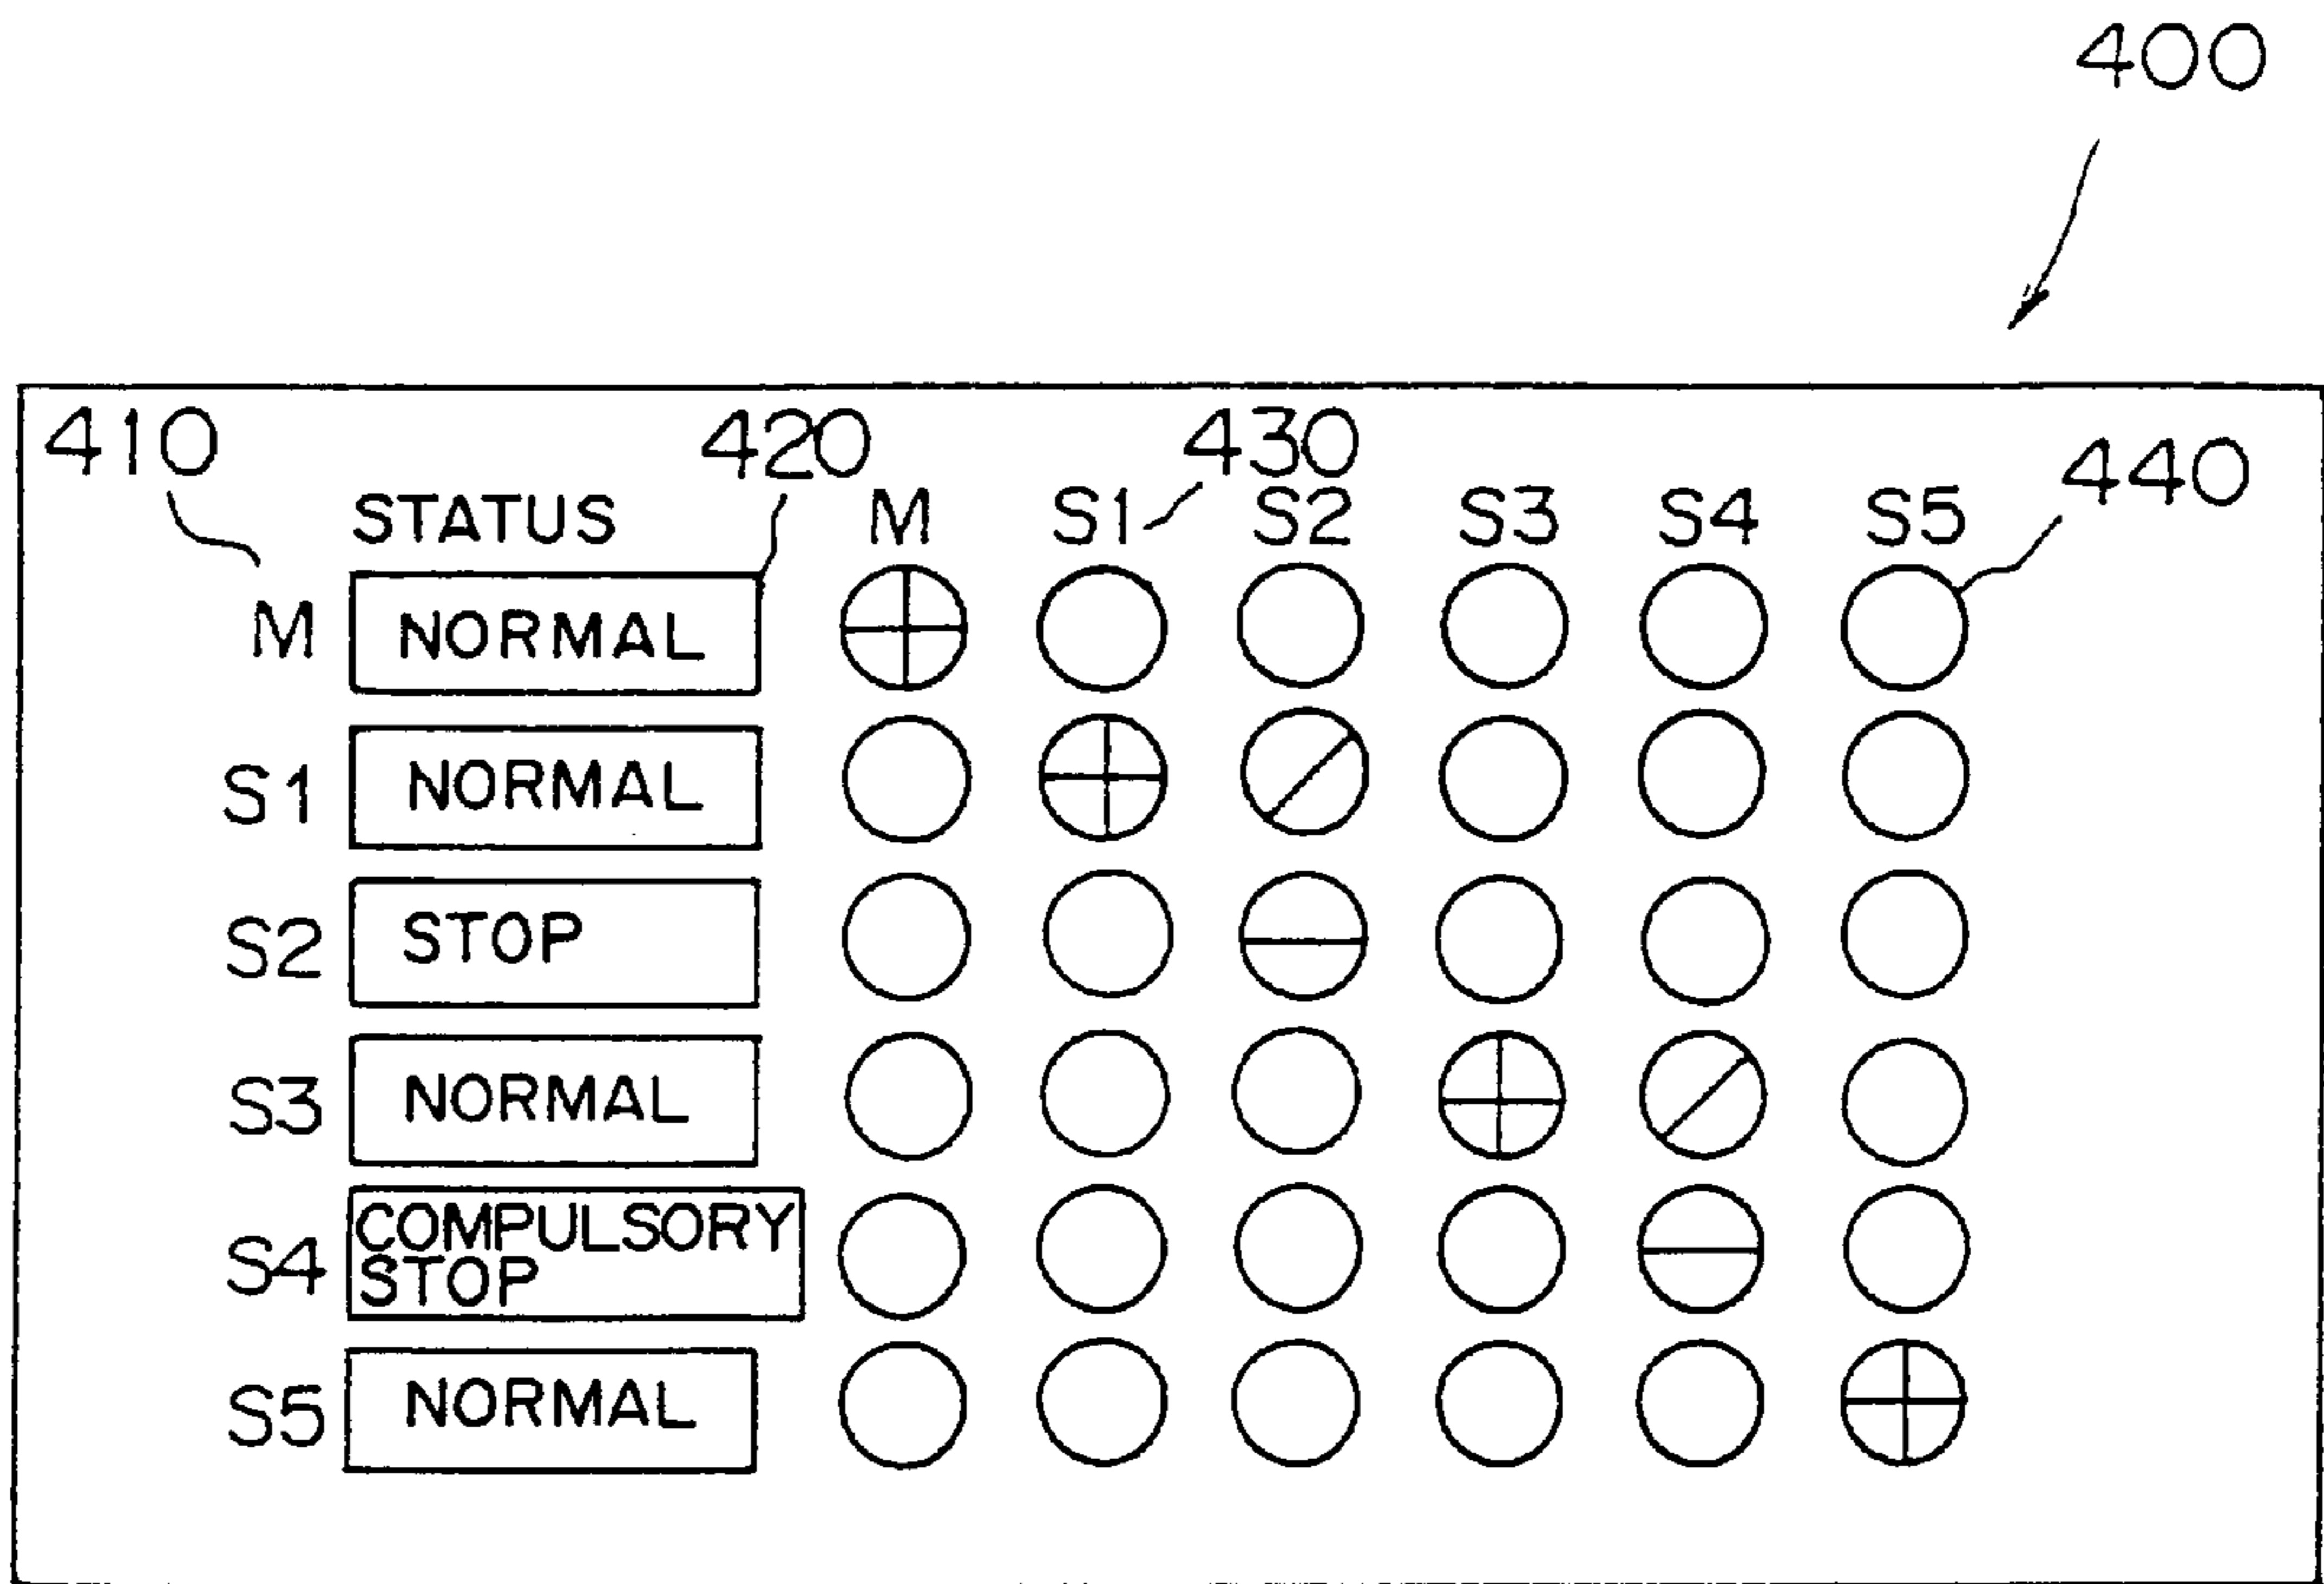 400
410 420 430 440
STATUS M S1 S2 S3 S4 S5
M NORMAL
S1 NORMAL
S2 STOP
S3 NORMAL
S4 COMPULSORY
STOP
S5 NORMAL